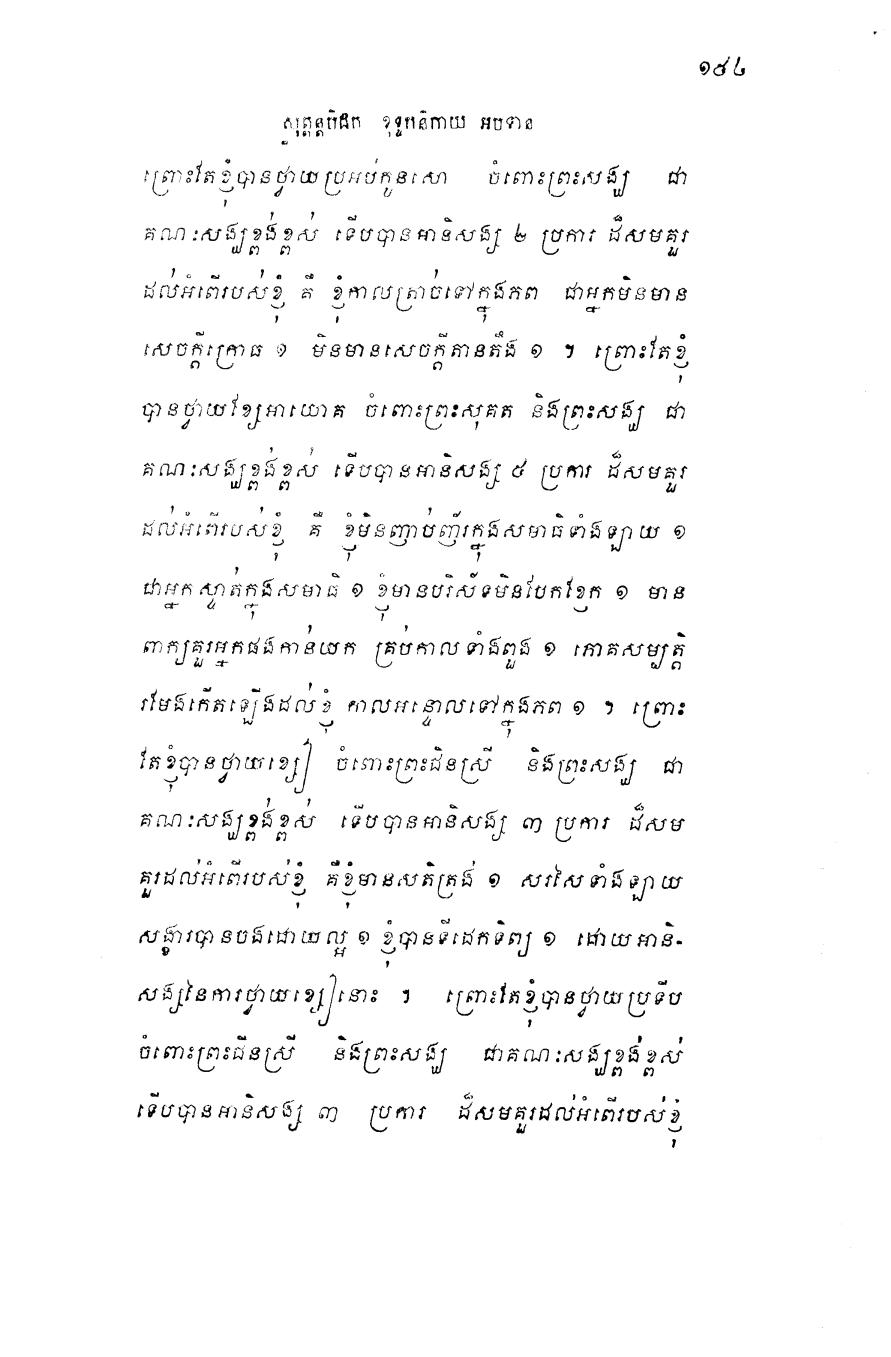 ១៩៤
សុត្តន្តបិដក ខុទ្ទកនិកាយ អបទាន
ព្រោះតែខ្ញុំបានថ្វាយប្រអប់កូនសោ ចំពោះព្រះសង្ឃ ជា
គណៈសង្ឃខ្ពង់ខ្ពស់ ទើបបានអានិសង្ស ២ ប្រការ ដ៏សមគួរ
ដល់អំពើរបស់ខ្ញុំ គឺ ខ្ញុំកាលត្រាច់ទៅក្នុងភព ជាអ្នកមិនមាន
សេចក្តីក្រោធ ១ មិនមានសេចក្តីតានតឹង ១ ។ ព្រោះតែខ្ញុំ
បានថ្វាយខ្សែអាយោគ ចំពោះព្រះសុគត និងព្រះសង្ឃ ជា
គណៈសង្ឃខ្ពង់ខ្ពស់ ទើបបានអានិសង្ស ៥ ប្រការ ដ៏សមគួរ
ដល់អំពើរបស់ខ្ញុំ គឺ ខ្ញុំមិនញាប់ញ័រក្នុងសមាធិទាំងឡាយ ១
ជាអ្នកស្ទាត់ក្នុងសមាធិ ១ ខ្ញុំមានបរិស័ទមិនបែកខ្ញែក ១ មាន
ពាក្យគួរអ្នកផងកាន់យក គ្រប់កាលទាំងពួង ១ ភោគសម្បត្តិ
រមែងកើតឡើងដល់ខ្ញុំ កាលអន្ទោលទៅក្នុងភព ១ ។ ព្រោះ
តែខ្ញុំបានថ្វាយខ្សៀ ចំពោះព្រះជិនស្រី និងព្រះសង្ឃ ជា
គណៈសង្ឃខ្ពង់ខ្ពស់ ទើបបានអានិសង្ស ៣ ប្រការ ដ៏សម
គួរដល់អំពើរបស់ខ្ញុំ គឺខ្ញុំមានសតិត្រង់ ១ សរសៃទាំងឡាយ
សង្ខារបានចងដោយល្អ ១ ខ្ញុំបានទីដេកទិព្យ ១ ដោយអានិ-
សង្សនៃការថ្វាយខ្សៀនោះ ។ ព្រោះតែខ្ញុំបានថ្វាយប្រទីប
ចំពោះព្រះជិនស្រី និងព្រះសង្ឃ ជាគណៈសង្ឃខ្ពង់ខ្ពស់
ទើបបានអានិសង្ស ៣ ប្រការ ដ៏សមគួរដល់អំពើរបស់ខ្ញុំ